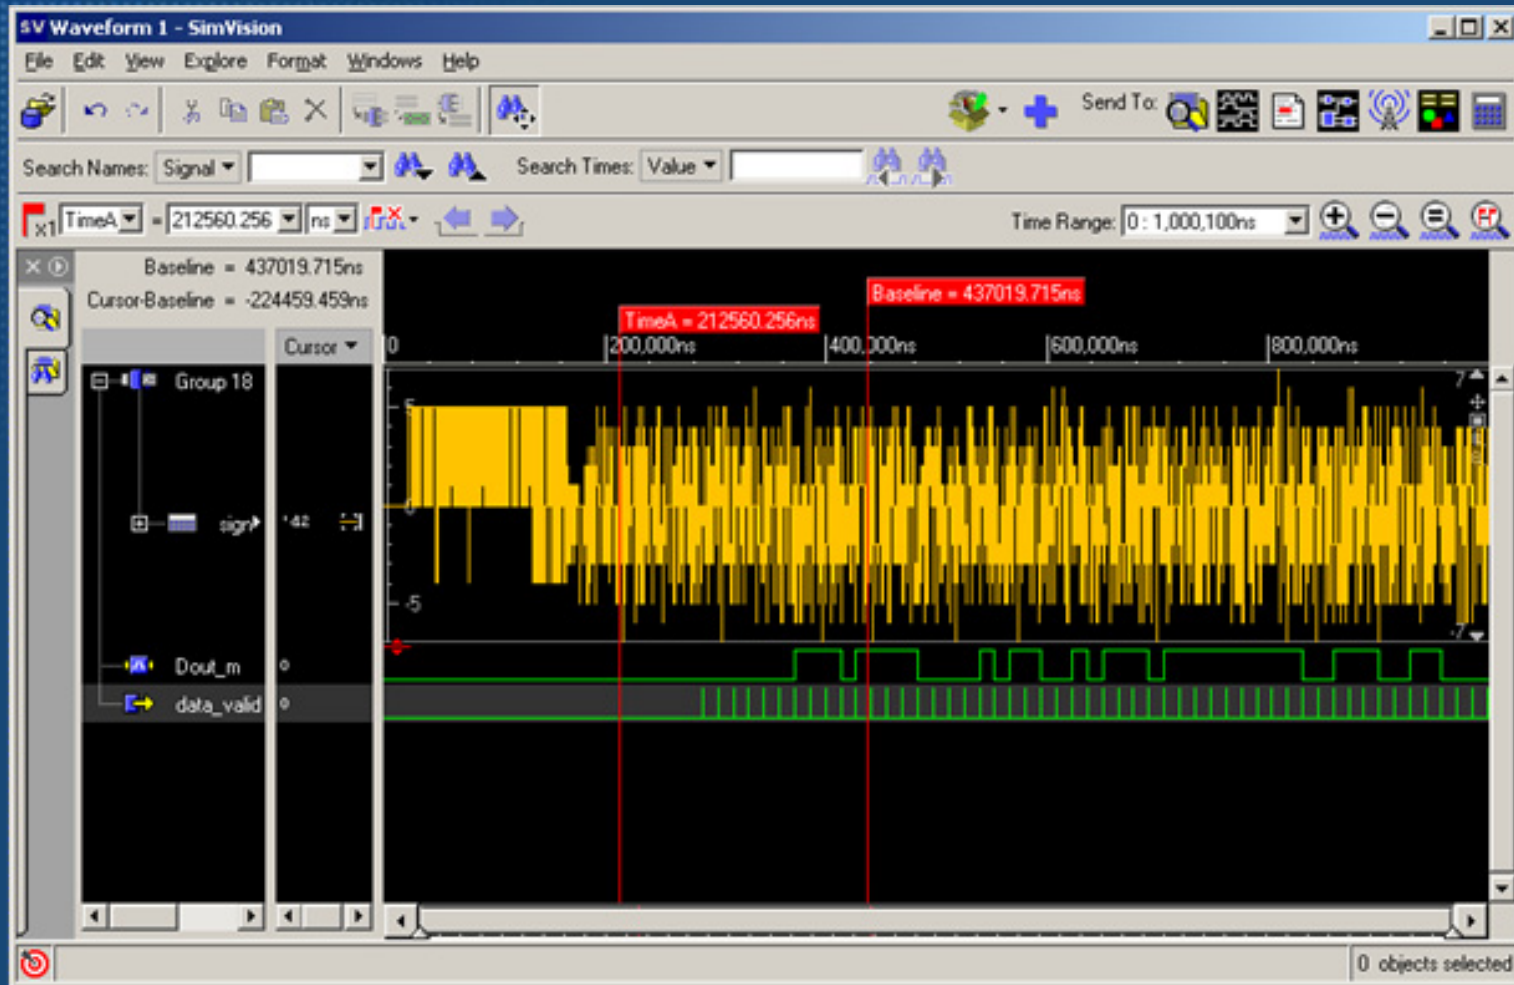 SV Waveform 1 - SimVision
File Edit View Explore Format Windows Help
Send To:
Search Names: Signal Search Times: Value
x1 TimeA = 212560.256 ns Time Range: 0 : 1,000,100ns
Baseline = 437019.715ns
Cursor-Baseline = -224459.459ns
Baseline = 437019.715ns
TimeA = 212560.256ns
Cursor 0 200,000ns 400,000ns 600,000ns 800,000ns
Group 18
7
5
sign
0
-5
-7
Dout_m 0
data_valid 0
0 objects selected